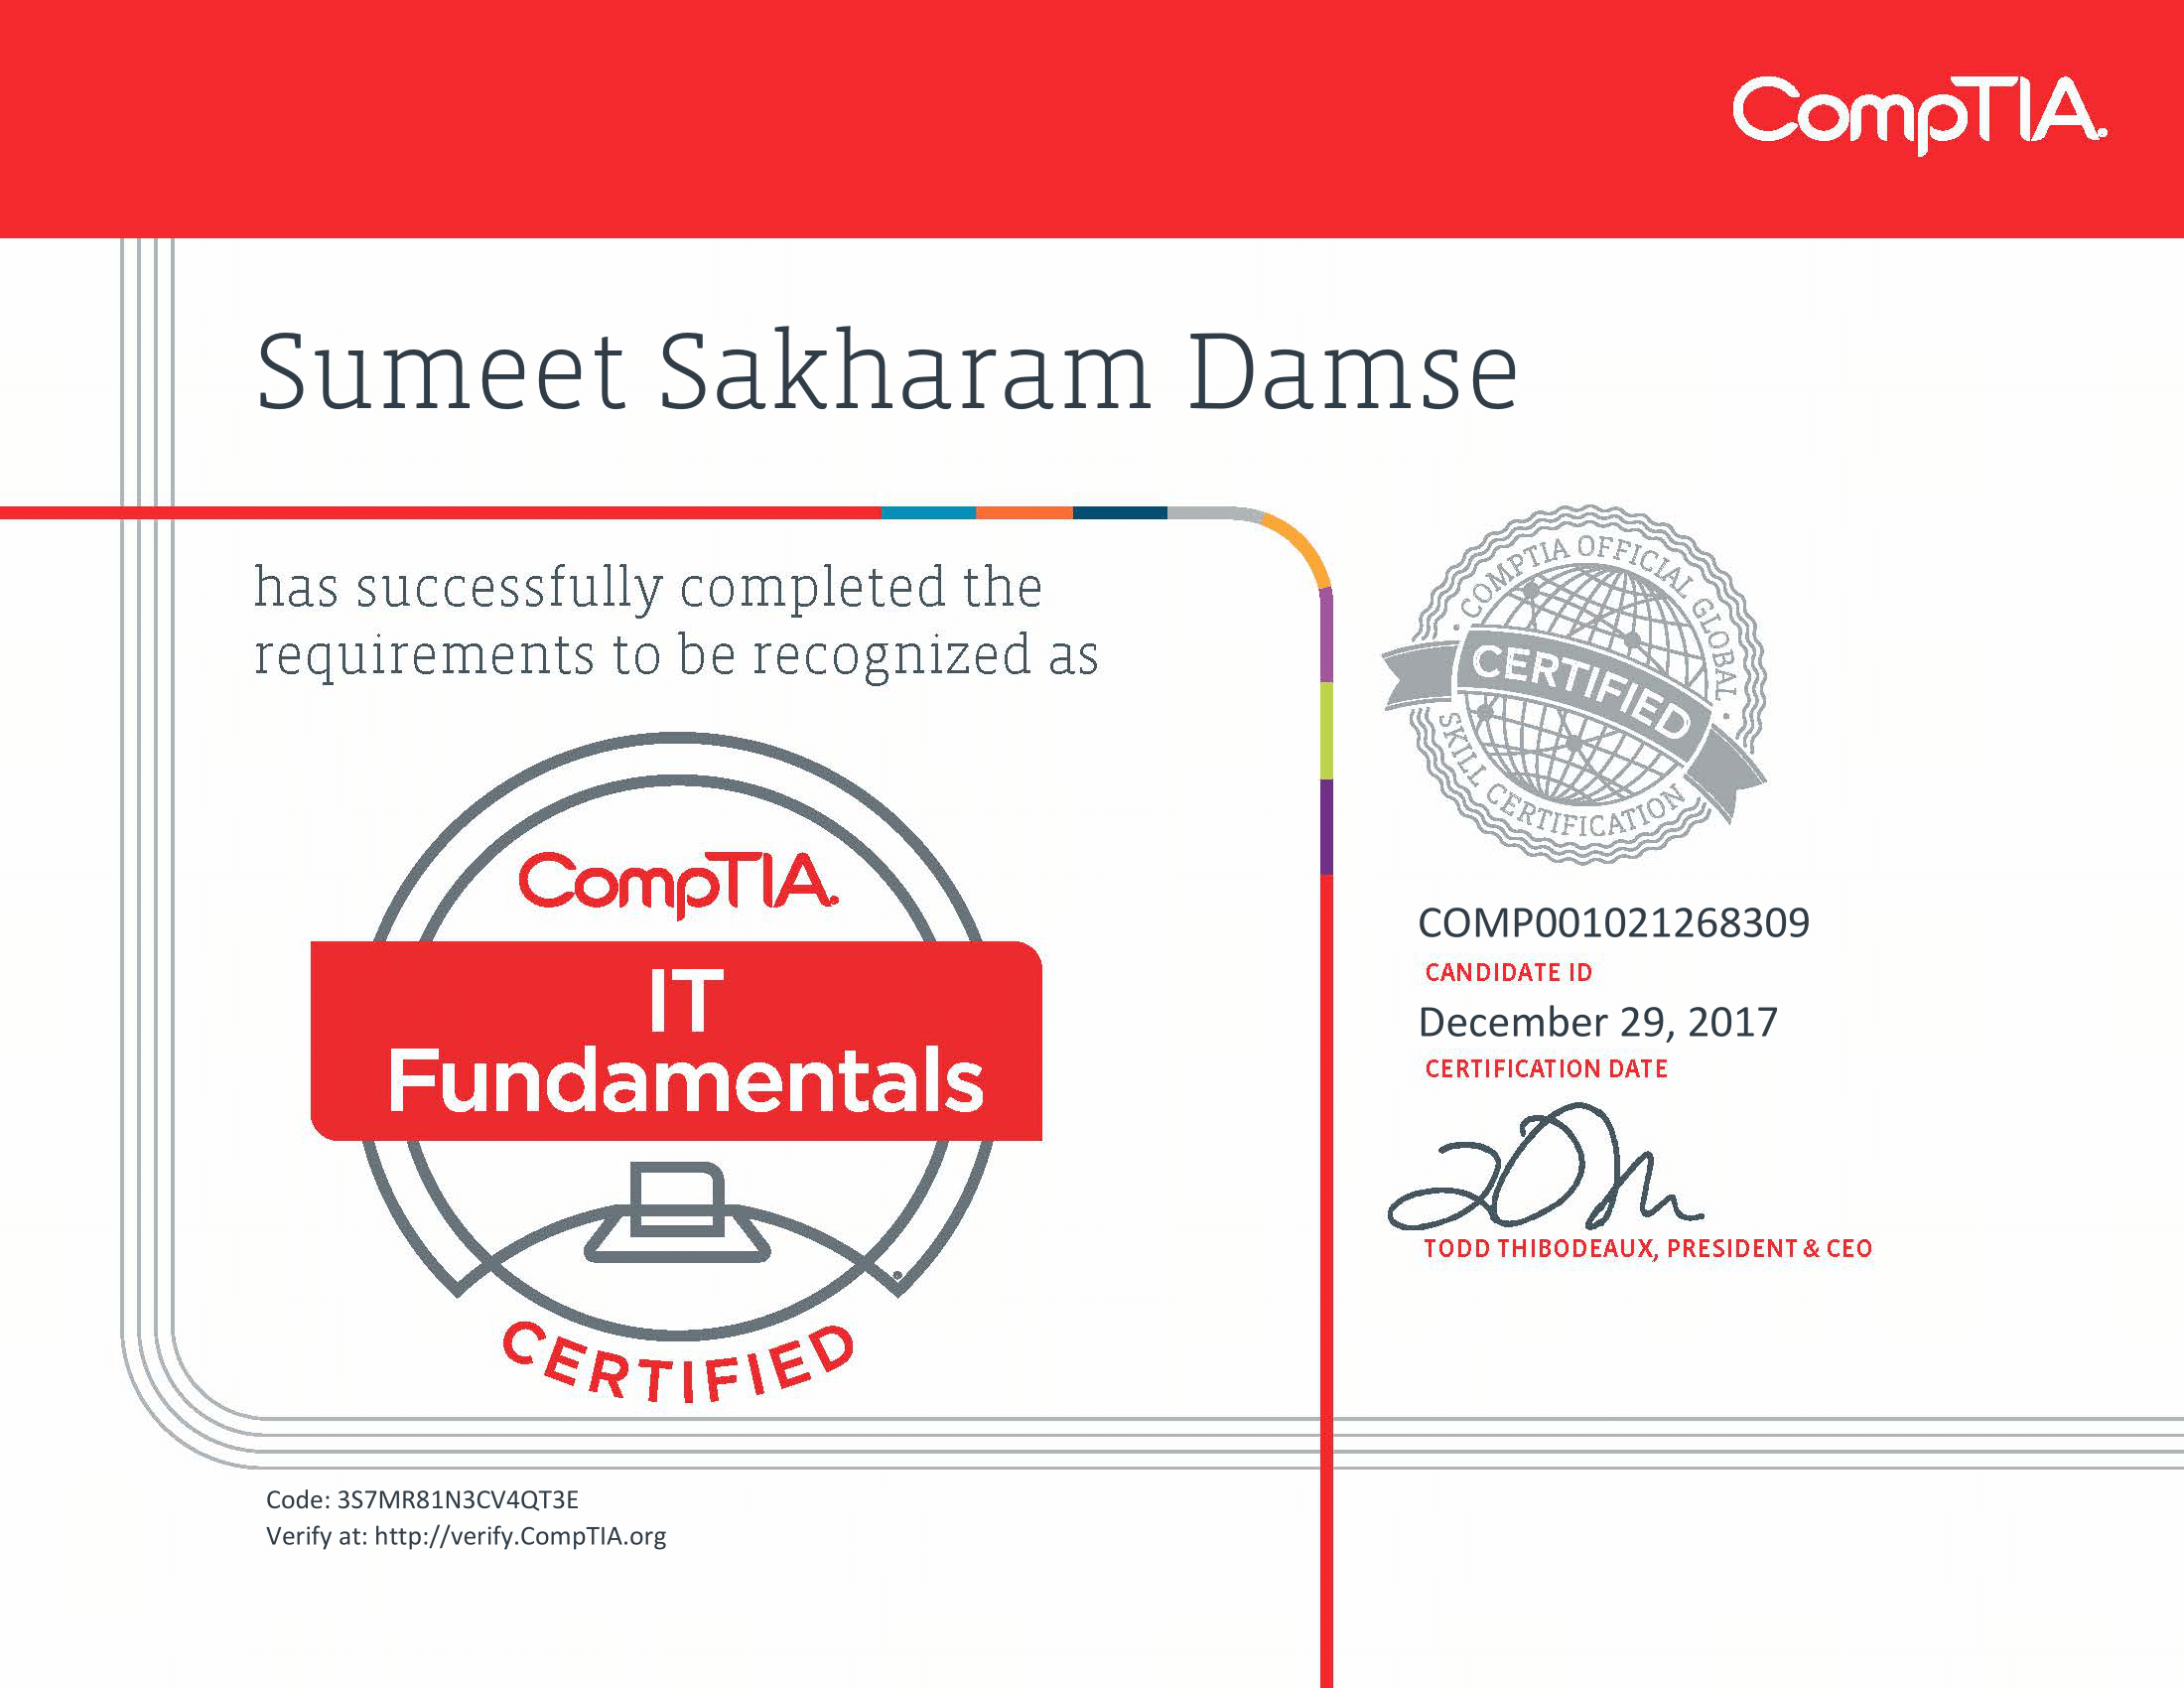 CompTIA.
Sumeet Sakharam Damse
has successfully completed the
requirements to be recognized as
CompTIA.
IT
Fundamentals
CERTIFIED
COMPTIA OFFICIAL GLOBAL
CERTIFIED
SKILL CERTIFICATION
COMP001021268309
CANDIDATE ID
December 29, 2017
CERTIFICATION DATE
TODD THIBODEAUX, PRESIDENT & CEO
Code: 3S7MR81N3CV4QT3E
Verify at: http://verify.CompTIA.org